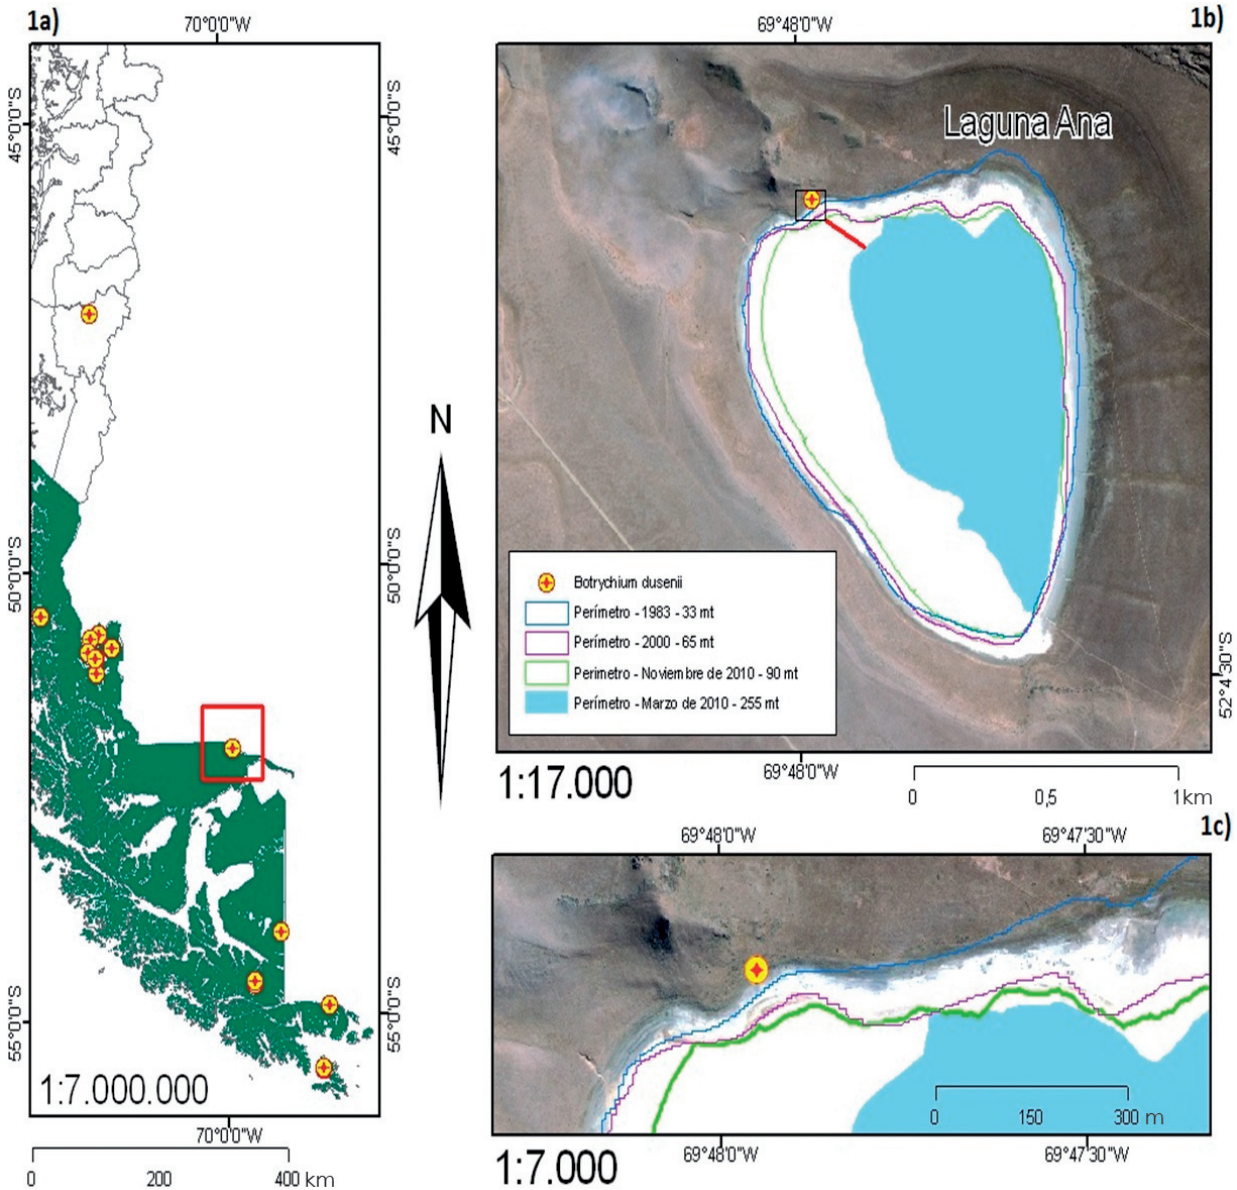 1a)
70°0'0"W
45°0'0"S
45°0'0"S
50°0'0"S
50°0'0"S
55°0'0"S
55°0'0"S
1:7.000.000
70°0'0"W
0 200 400 km
N
1b)
69°48'0"W
Laguna Ana
Botrychium dusenii
Perímetro - 1983 - 33 mt
Perímetro - 2000 - 65 mt
Perimetro - Noviembre de 2010 - 90 mt
Perímetro - Marzo de 2010 - 255 mt
52°4'30"S
1:17.000
69°48'0"W
0 0,5 1km
1c)
69°48'0"W 69°47'30"W
0 150 300 m
69°48'0"W 69°47'30"W
1:7.000